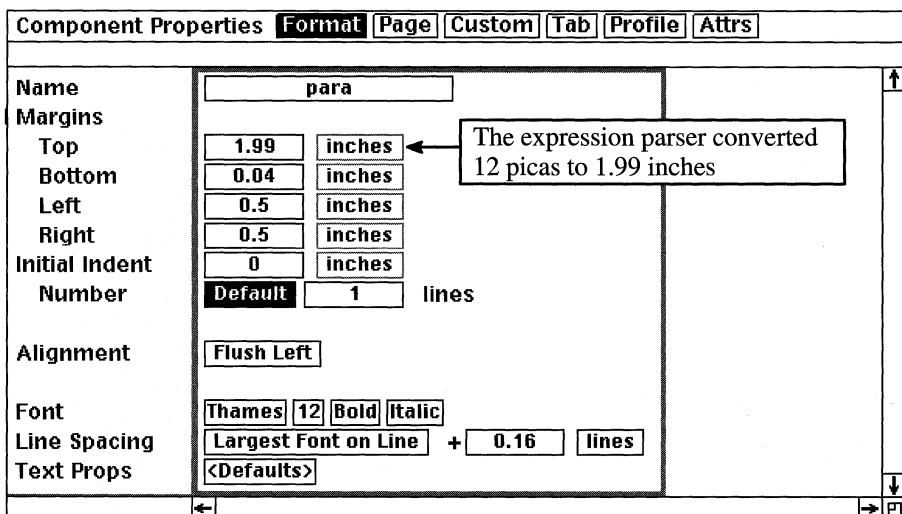 Component Properties Format Page Custom Tab Profile Attrs
Name para
Margins
Top 1.99 inches
The expression parser converted
12 picas to 1.99 inches
Bottom 0.04 inches
Left 0.5 inches
Right 0.5 inches
Initial Indent 0 inches
Number Default 1 lines
Alignment Flush Left
Font Thames 12 Bold Italic
Line Spacing Largest Font on Line + 0.16 lines
Text Props <Defaults>